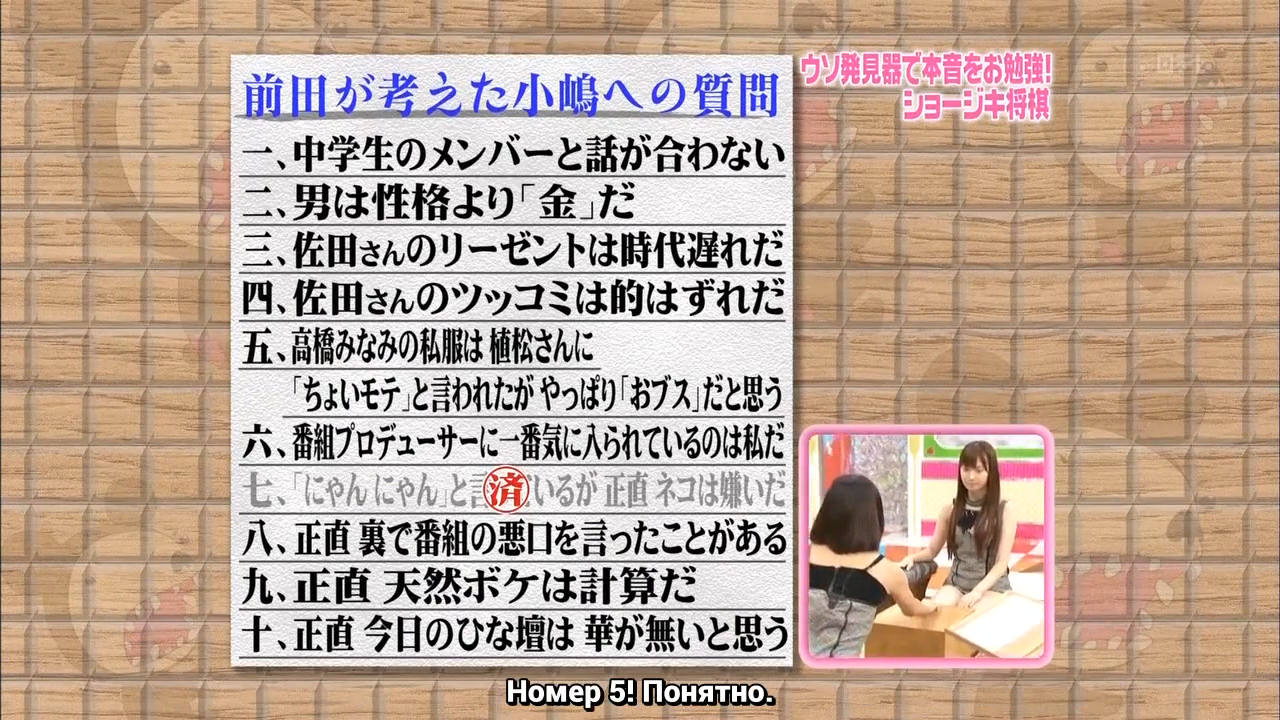 前田が考えた小嶋への質問
一、中学生のメンバーと話が合わない
二、男は性格より「金」だ
三、佐田さんのリーゼントは時代遅れだ
四、佐田さんのツッコミは的はずれだ
五、高橋みなみの私服は 植松さんに
「ちょいモテ」と言われたが やっぱり「おブス」だと思う
六、番組プロデューサーに一番気に入られているのは私だ
七、「にゃん にゃん」と言 いるが 正直 ネコは嫌いだ
済
八、正直 裏で番組の悪口を言ったことがある
九、正直 天然ボケは計算だ
十、正直 今日のひな壇は 華が無いと思う
ウソ発見器で本音をお勉強!
ショージキ将棋
Номер 5! Понятно.